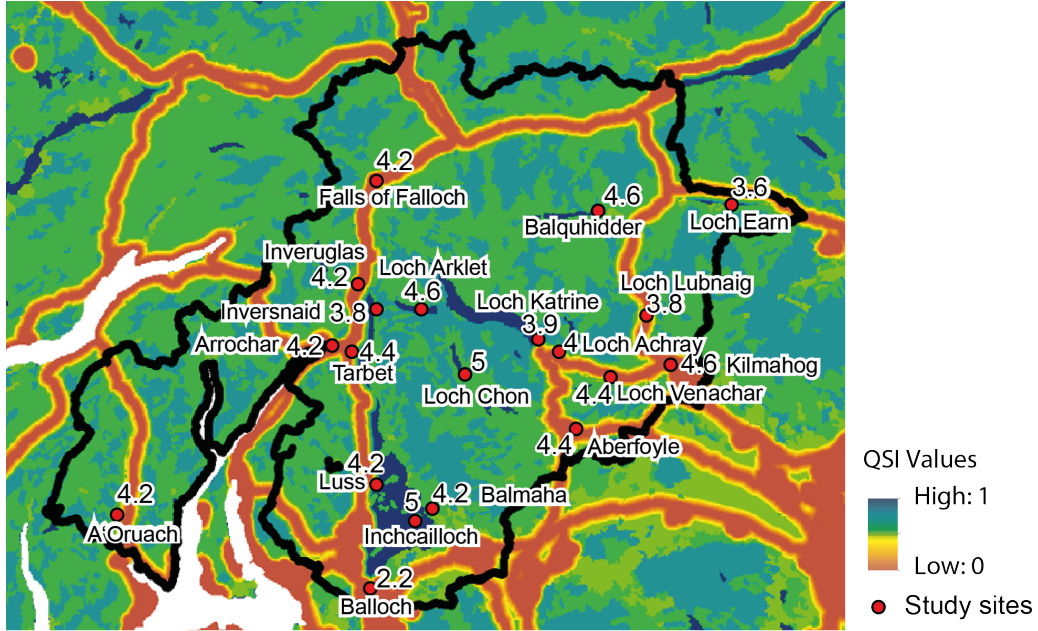 4.2
Falls of Falloch
4.6
Balquhidder
3.6
Loch Earn
Inveruglas
4.2
Loch Arklet
4.6
Loch Lubnaig
3.8
Inversnaid
3.8
Loch Katrine
3.9
Arrochar
4.2
4.4
Tarbet
4
Loch Achray
4.6
Kilmahog
5
Loch Chon
4.4
Loch Venachar
4.4
Aberfoyle
4.2
Luss
4.2
Balmaha
5
Inchcailloch
4.2
A'Oruach
2.2
Balloch
QSI Values
High: 1
Low: 0
Study sites